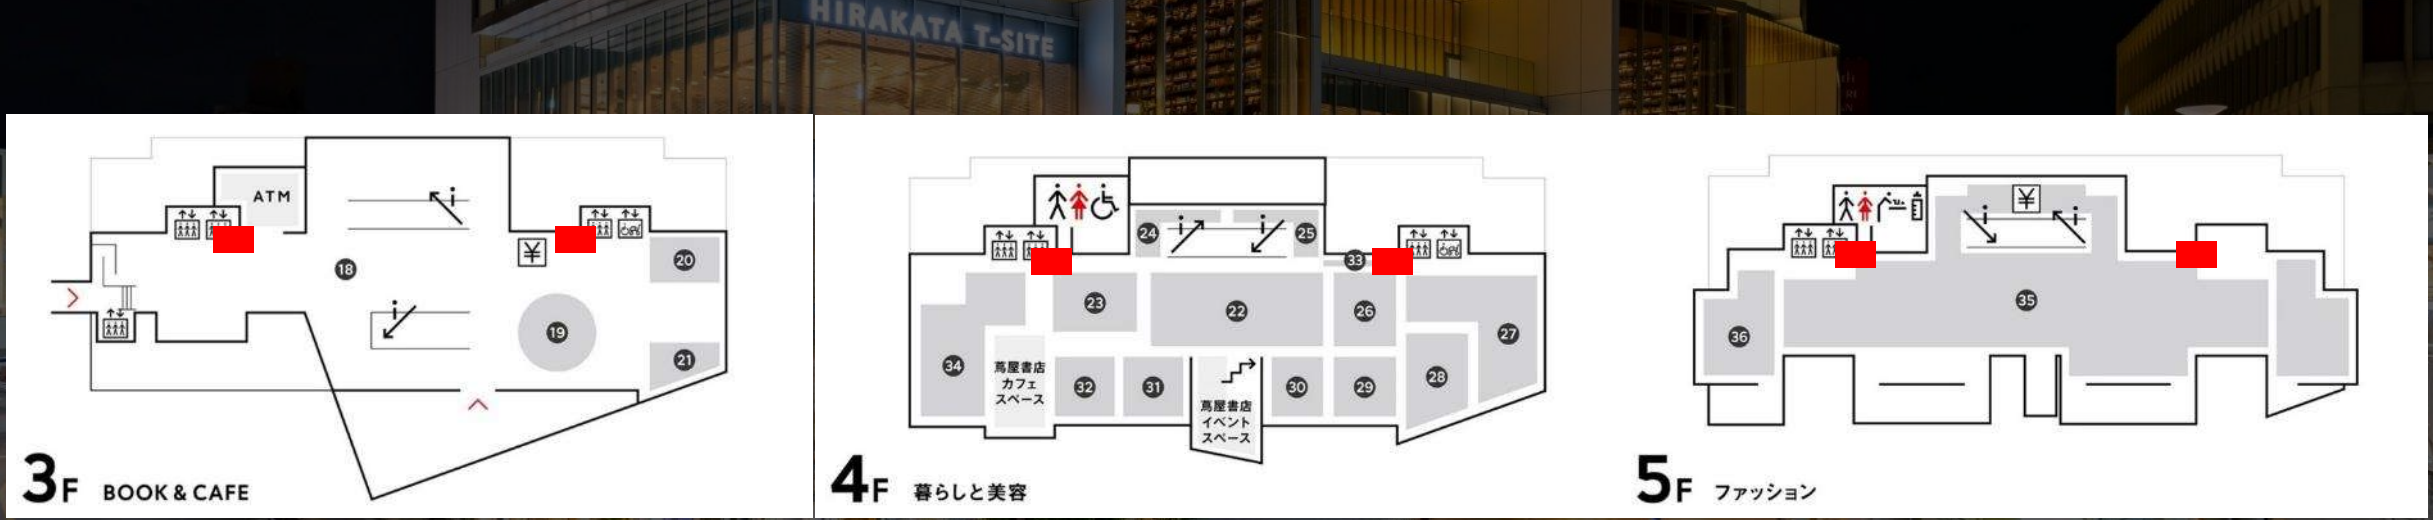 HIRAKATA T-SITE
ATM
¥
18
19
20
21
3F BOOK & CAFE
24
25
33
23
22
26
27
34
蔦屋書店
カフェ
スペース
32
31
蔦屋書店
イベント
スペース
30
29
28
4F 暮らしと美容
¥
35
36
5F ファッション